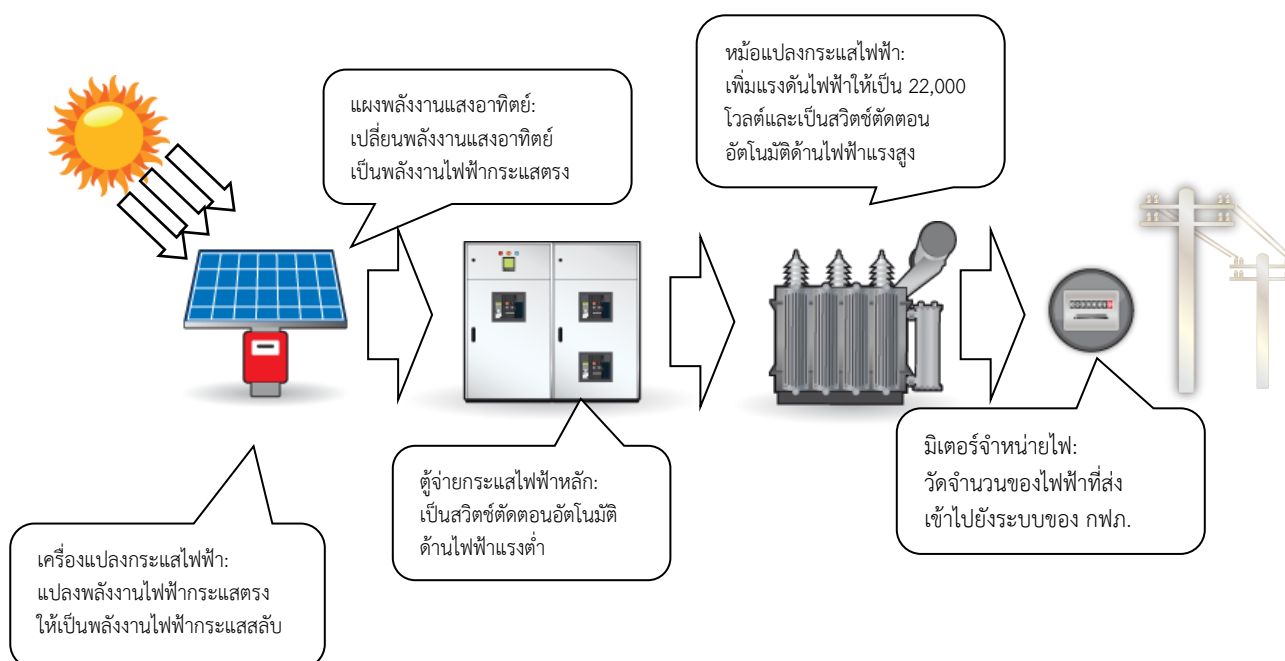 หม้อแปลงกระแสไฟฟ้า:
เพิ่มแรงดันไฟฟ้าให้เป็น 22,000
โวลต์และเป็นสวิตช์ตัดตอน
อัตโนมัติด้านไฟฟ้าแรงสูง
แผงพลังงานแสงอาทิตย์:
เปลี่ยนพลังงานแสงอาทิตย์
เป็นพลังงานไฟฟ้ากระแสตรง
ตู้จ่ายกระแสไฟฟ้าหลัก:
เป็นสวิตช์ตัดตอนอัตโนมัติ
ด้านไฟฟ้าแรงต่ำ
มิเตอร์จำหน่ายไฟ:
วัดจำนวนของไฟฟ้าที่ส่ง
เข้าไปยังระบบของ กฟภ.
เครื่องแปลงกระแสไฟฟ้า:
แปลงพลังงานไฟฟ้ากระแสตรง
ให้เป็นพลังงานไฟฟ้ากระแสสลับ